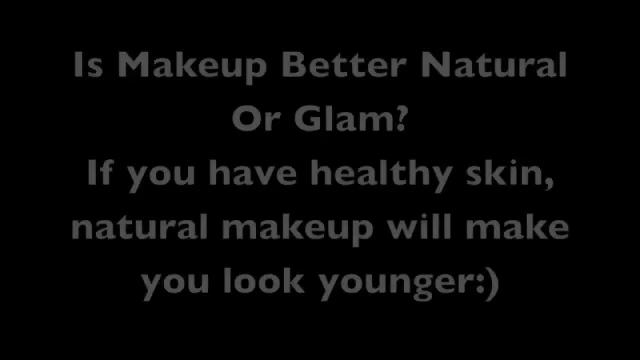 Is Makeup Better Natural
Or Glam?
If you have healthy skin,
natural makeup will make
you look younger:)